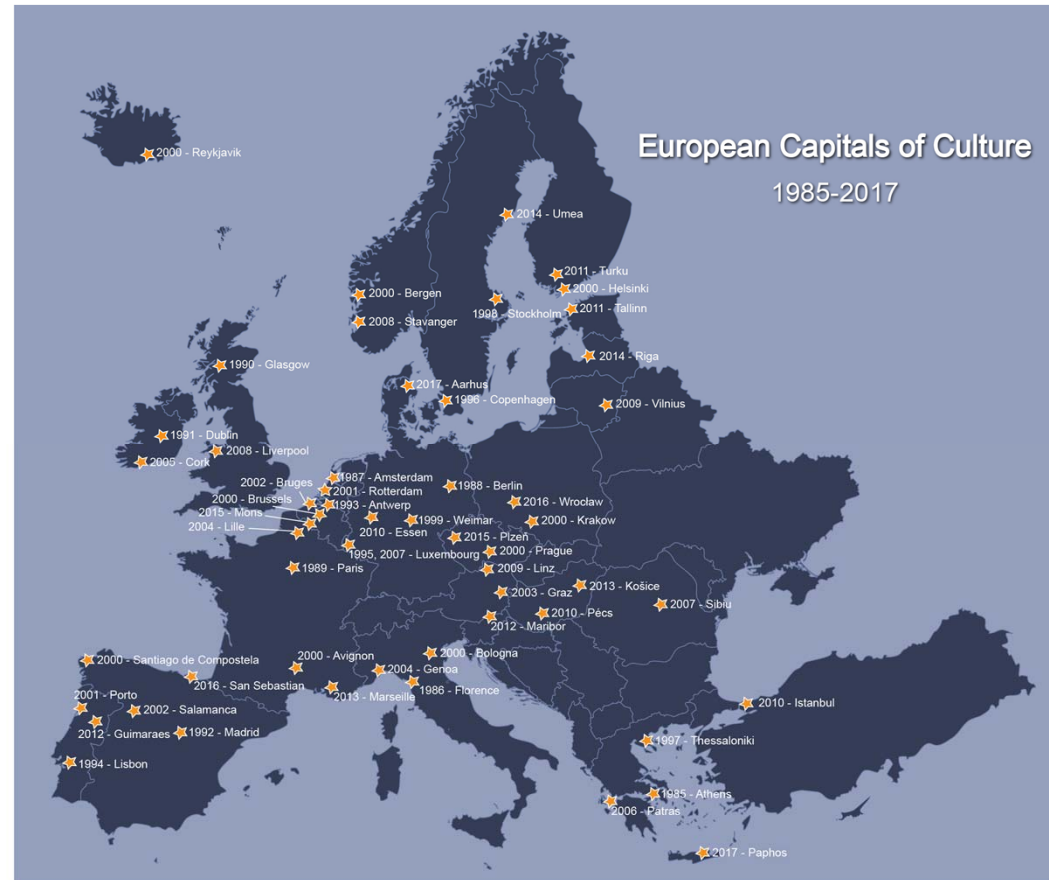 European Capitals of Culture
1985-2017
2000 - Reykjavik
2014 - Umea
2011 - Turku
2000 - Helsinki
2000 - Bergen
1998 - Stockholm
2011 - Tallinn
2008 - Stavanger
2014 - Riga
1990 - Glasgow
2017 - Aarhus
1996 - Copenhagen
2009 - Vilnius
1991 - Dublin
2008 - Liverpool
2005 - Cork
1987 - Amsterdam
2002 - Bruges
2001 - Rotterdam
1988 - Berlin
2000 - Brussels
1993 - Antwerp
2016 - Wrocław
2015 - Mons
1999 - Weimar
2000 - Krakow
2004 - Lille
2010 - Essen
2015 - Plzeň
1995, 2007 - Luxembourg
2000 - Prague
1989 - Paris
2009 - Linz
2013 - Košice
2003 - Graz
2007 - Sibiu
2010 - Pécs
2012 - Maribor
2000 - Avignon
2000 - Bologna
2000 - Santiago de Compostela
2004 - Genoa
2016 - San Sebastian
1986 - Florence
2013 - Marseille
2001 - Porto
2002 - Salamanca
2010 - Istanbul
2012 - Guimaraes
1992 - Madrid
1997 - Thessaloniki
1994 - Lisbon
1985 - Athens
2006 - Patras
2017 - Paphos